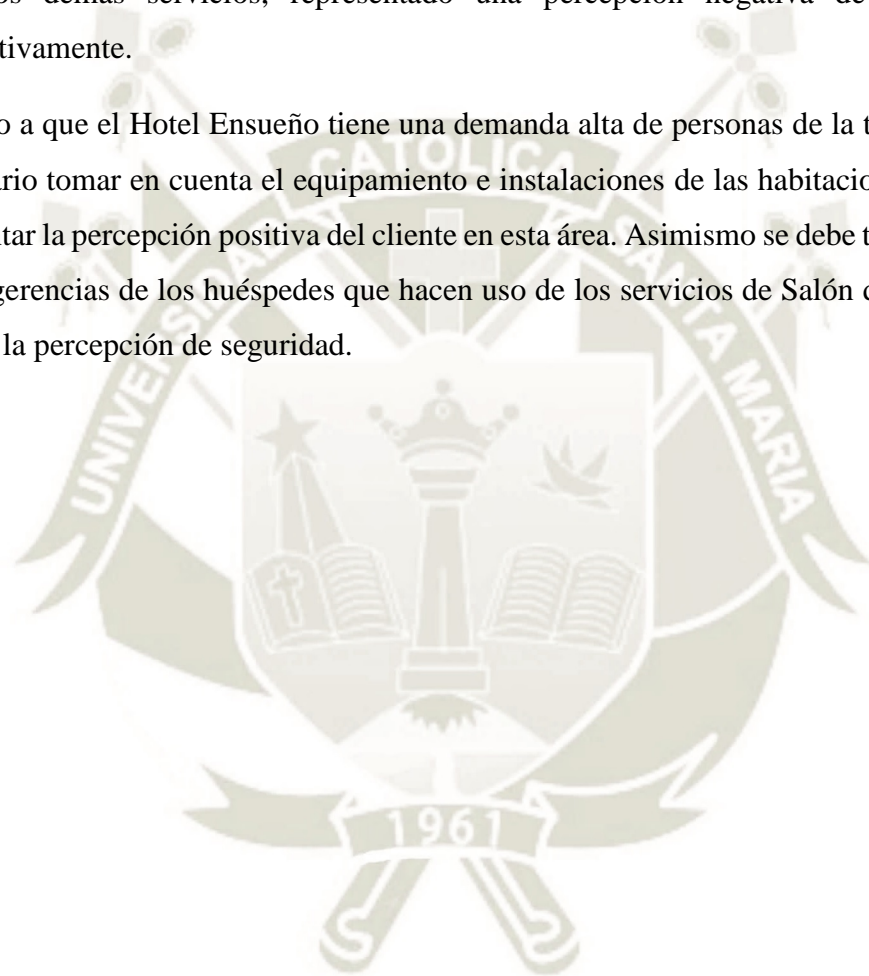 demás servicios, representado una percepción negativa de
tivamente.
o a que el Hotel Ensueño tiene una demanda alta de personas de la t
ario tomar en cuenta el equipamiento e instalaciones de las habitacio
tar la percepción positiva del cliente en esta área. Asimismo se debe t
gerencias de los huéspedes que hacen uso de los servicios de Salón
la percepción de seguridad.
CATOLICA
UNIVERSIDAD
SANTA MARIA
1961